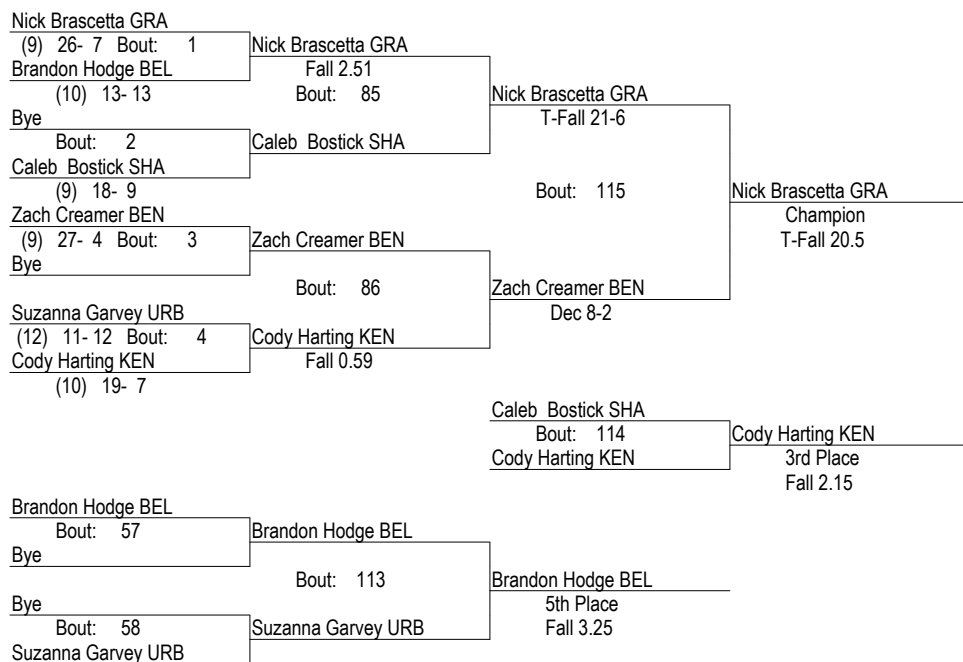 Nick Brascetta GRA
(9) 26- 7 Bout: 1
Nick Brascetta GRA
Brandon Hodge BEL
Fall 2.51
(10) 13- 13
Bout: 85
Nick Brascetta GRA
Bye
T-Fall 21-6
Bout: 2
Caleb Bostick SHA
Caleb Bostick SHA
(9) 18- 9
Bout: 115
Nick Brascetta GRA
Zach Creamer BEN
Champion
(9) 27- 4 Bout: 3
Zach Creamer BEN
T-Fall 20.5
Bye
Bout: 86
Zach Creamer BEN
Suzanna Garvey URB
Dec 8-2
(12) 11- 12 Bout: 4
Cody Harting KEN
Cody Harting KEN
Fall 0.59
(10) 19- 7
Caleb Bostick SHA
Bout: 114
Cody Harting KEN
Cody Harting KEN
3rd Place
Fall 2.15
Brandon Hodge BEL
Bout: 57
Brandon Hodge BEL
Bye
Bout: 113
Brandon Hodge BEL
Bye
5th Place
Bout: 58
Suzanna Garvey URB
Fall 3.25
Suzanna Garvey URB